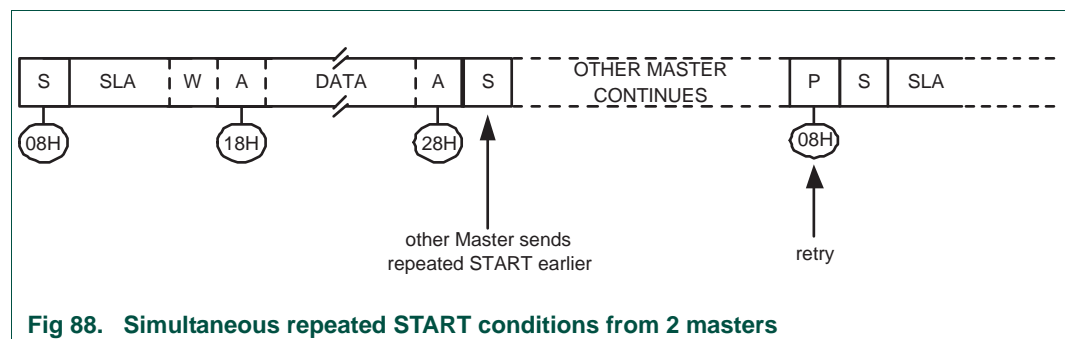 S SLA W A DATA A S OTHER MASTER CONTINUES P S SLA
08H 18H 28H 08H
other Master sends
repeated START earlier
retry
Fig 88. Simultaneous repeated START conditions from 2 masters